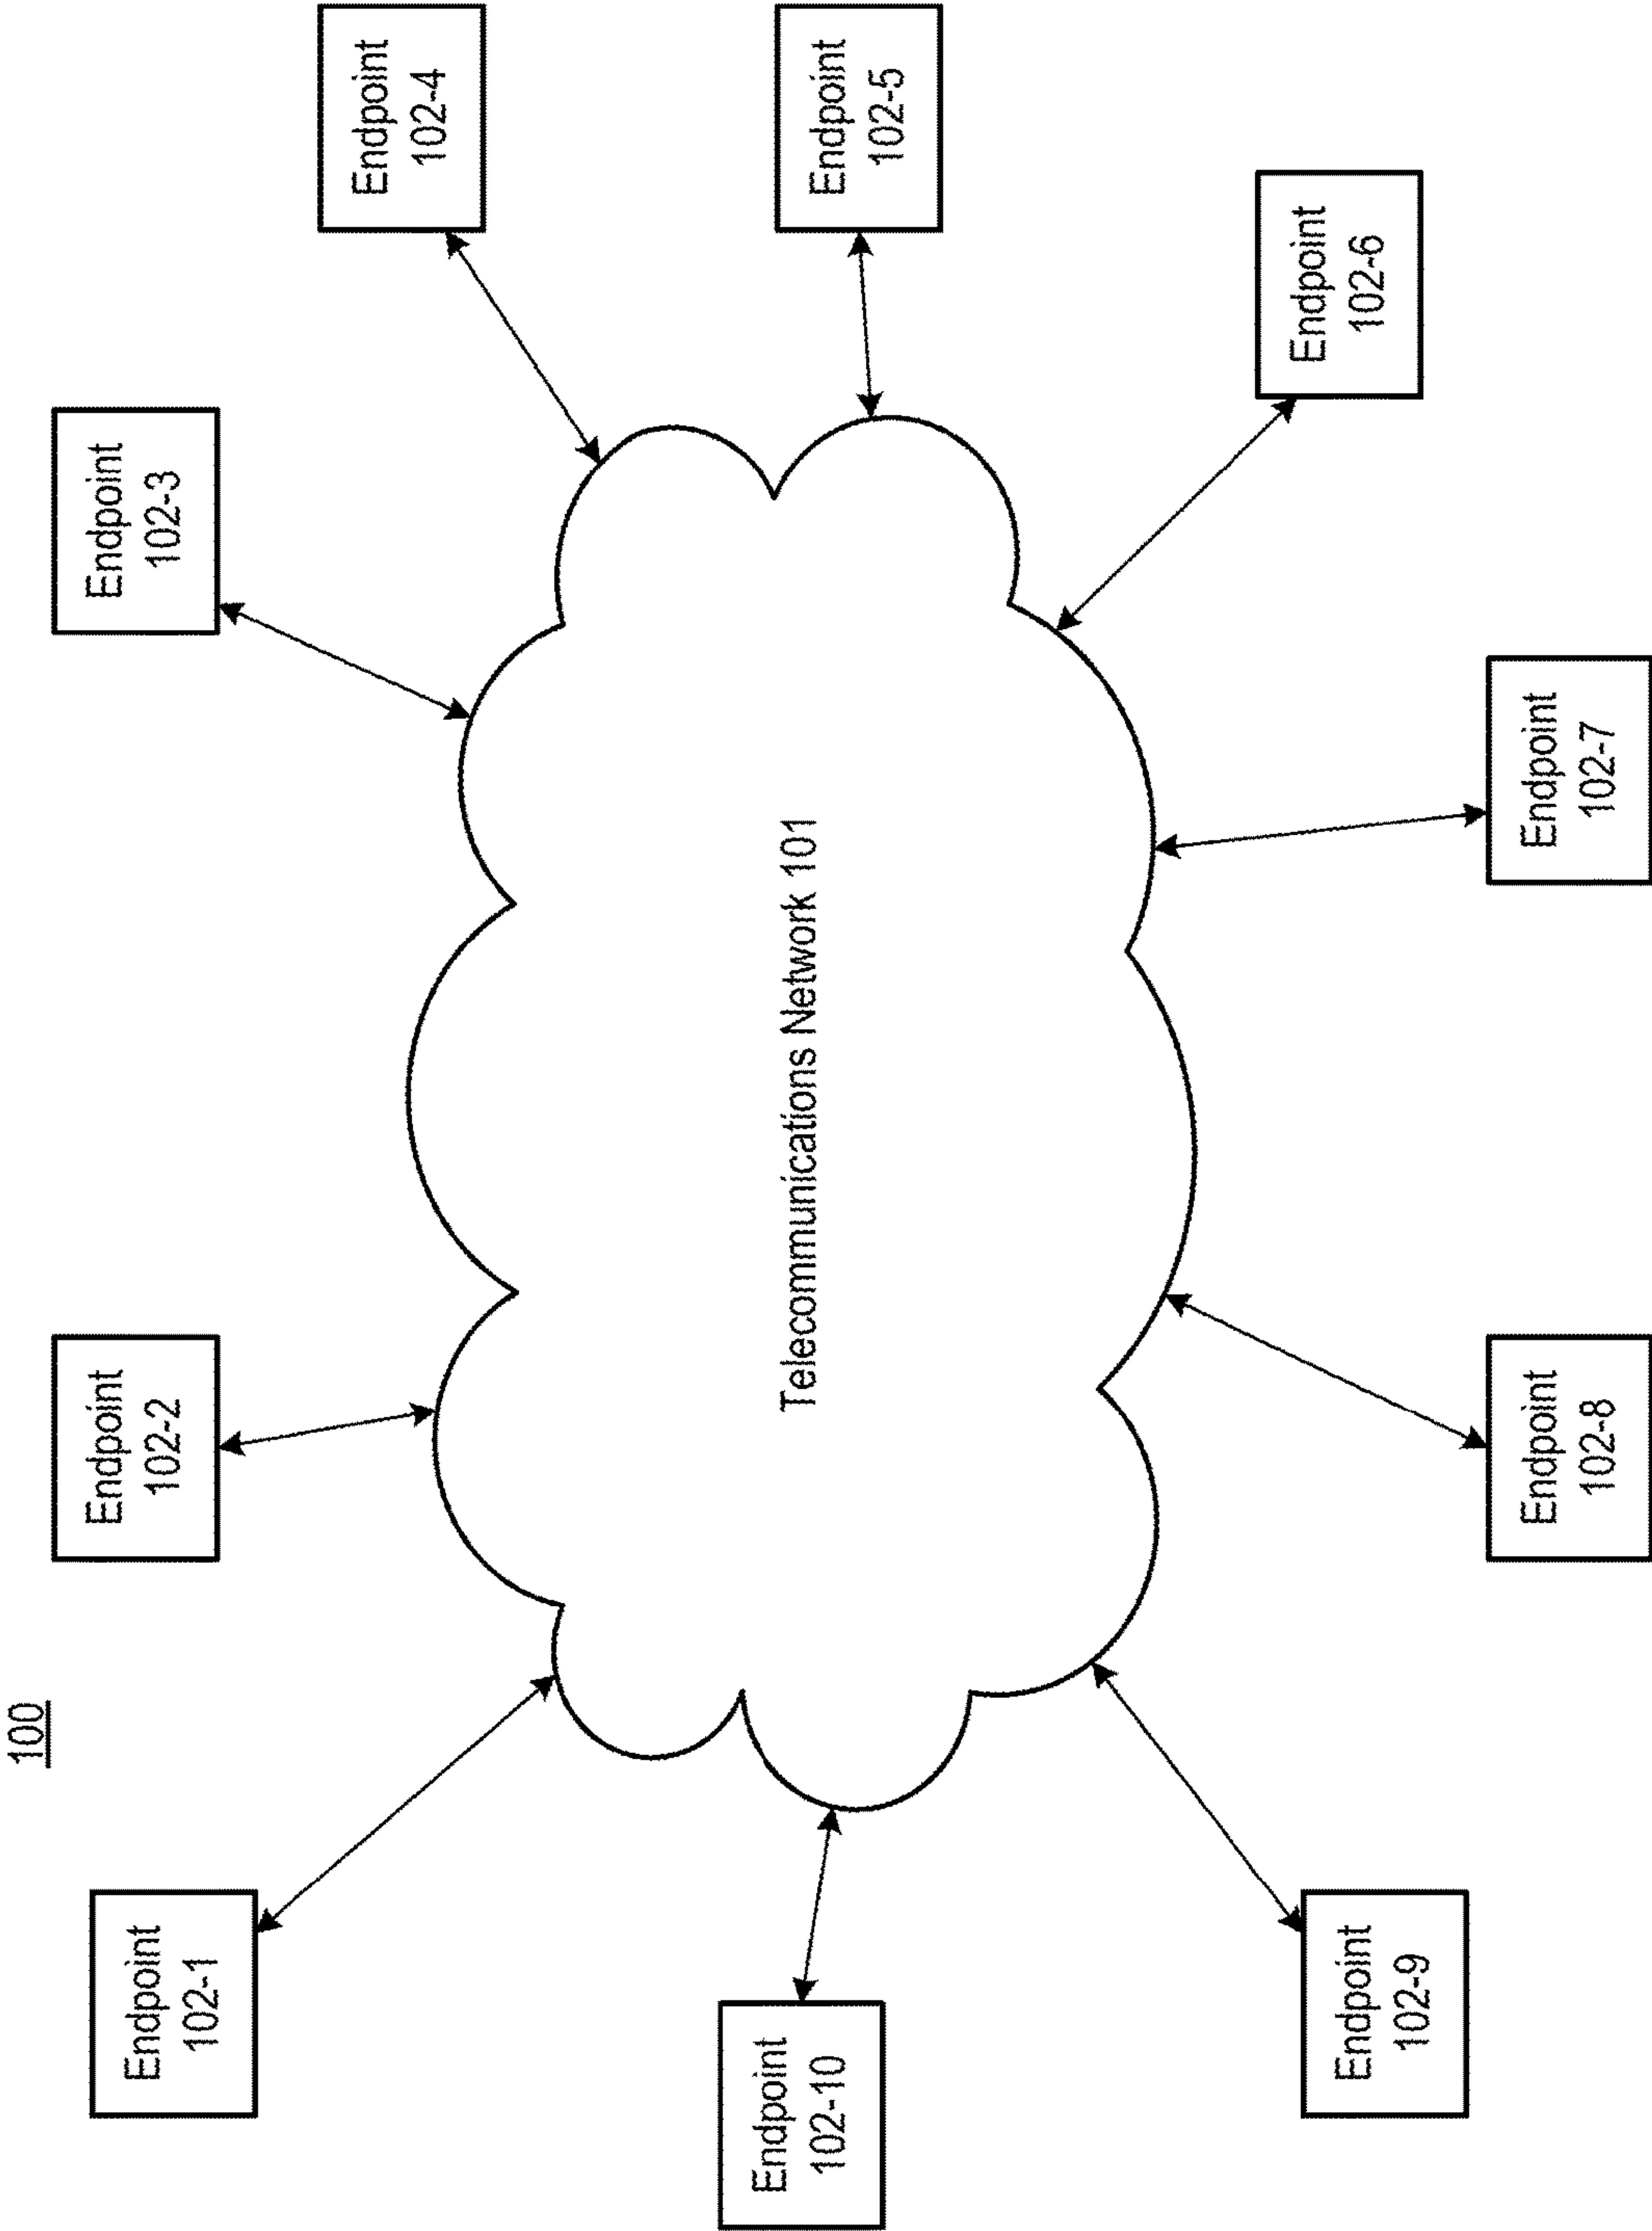 100
Endpoint
102-1
Endpoint
102-2
Endpoint
102-3
Endpoint
102-4
Endpoint
102-5
Endpoint
102-6
Endpoint
102-7
Endpoint
102-8
Endpoint
102-9
Endpoint
102-10
Telecommunications Network 101